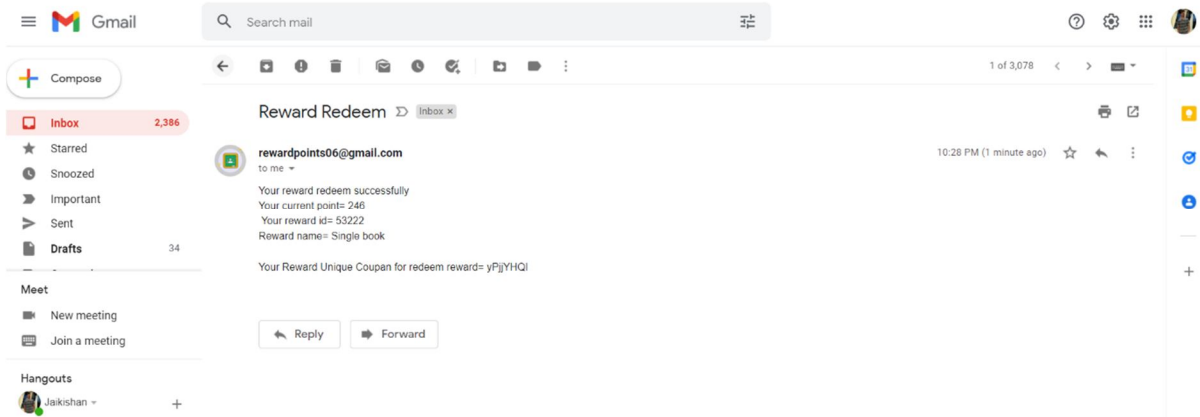 Gmail
Search mail
Compose
1 of 3,078
Inbox 2,386
Starred
Snoozed
Important
Sent
Drafts 34
Meet
New meeting
Join a meeting
Hangouts
Jaikishan
Reward Redeem Inbox ×
rewardpoints06@gmail.com 10:28 PM (1 minute ago)
to me
Your reward redeem successfully
Your current point= 246
Your reward id= 53222
Reward name= Single book
Your Reward Unique Coupan for redeem reward=
Reply Forward